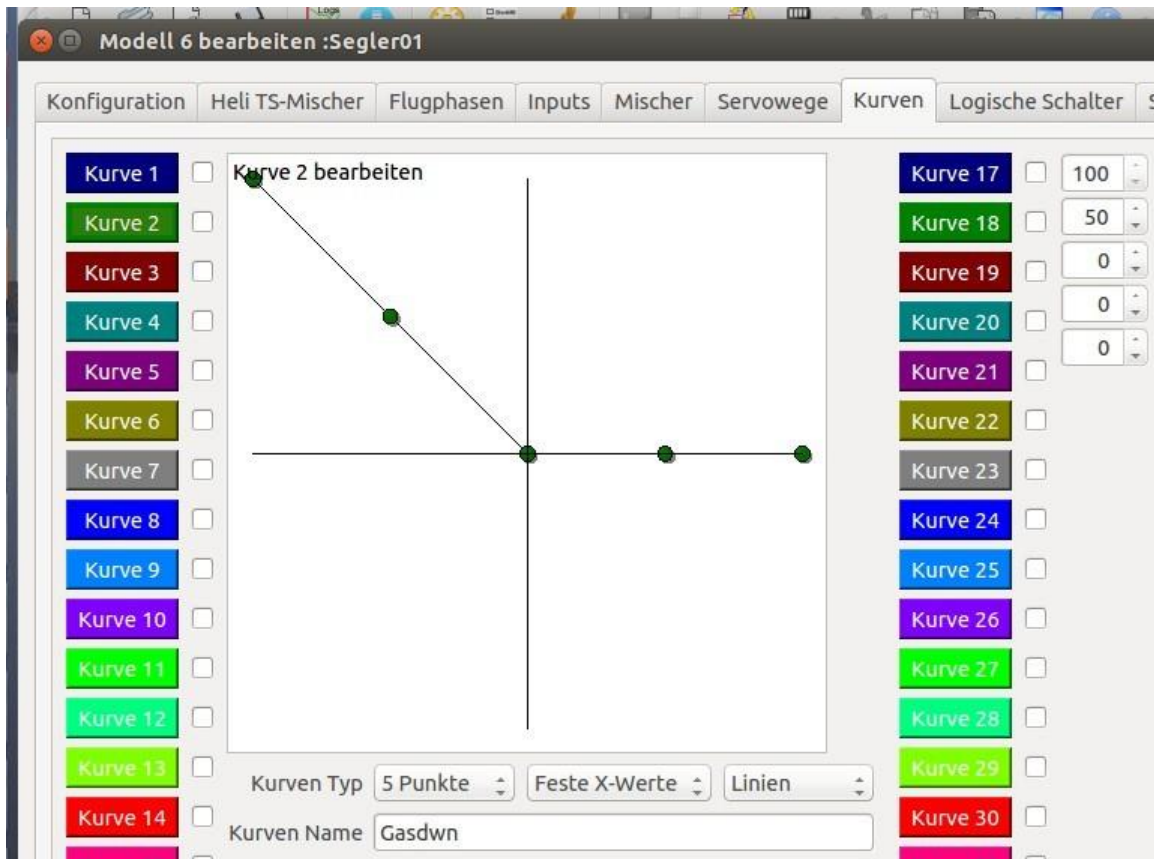 Modell 6 bearbeiten :Segler01
Konfiguration Heli TS-Mischer Flugphasen Inputs Mischer Servowege Kurven Logische Schalter
Kurve 2 bearbeiten
Kurve 1
Kurve 2
Kurve 3
Kurve 4
Kurve 5
Kurve 6
Kurve 7
Kurve 8
Kurve 9
Kurve 10
Kurve 11
Kurve 12
Kurve 13
Kurve 14
Kurven Typ 5 Punkte Feste X-Werte Linien
Kurven Name Gasdwn
Kurve 17
Kurve 18
Kurve 19
Kurve 20
Kurve 21
Kurve 22
Kurve 23
Kurve 24
Kurve 25
Kurve 26
Kurve 27
Kurve 28
Kurve 29
Kurve 30
100
50
0
0
0